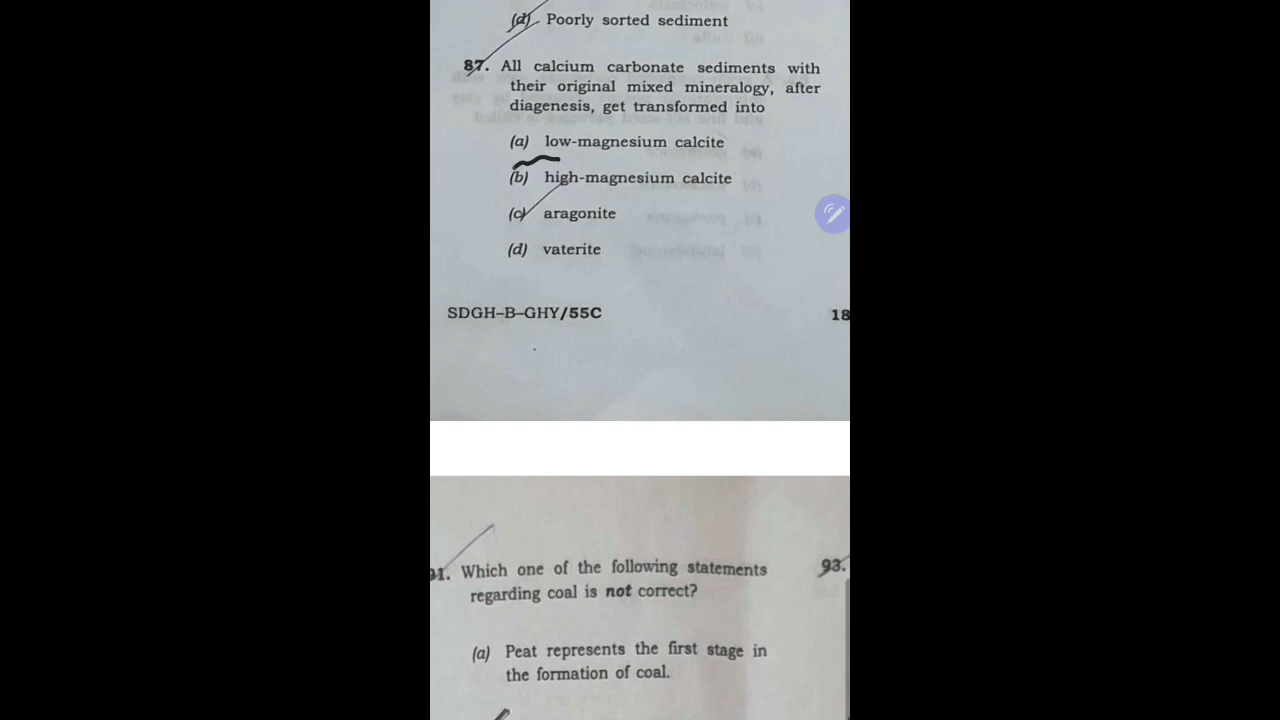 (d) Poorly sorted sediment
87. All calcium carbonate sediments with
their original mixed mineralogy, after
diagenesis, get transformed into
(a) low-magnesium calcite
(b) high-magnesium calcite
(c) aragonite
(d) vaterite
SDGH-B-GHY/55C 18
91. Which one of the following statements
regarding coal is not correct?
(a) Peat represents the first stage in
the formation of coal.
93.